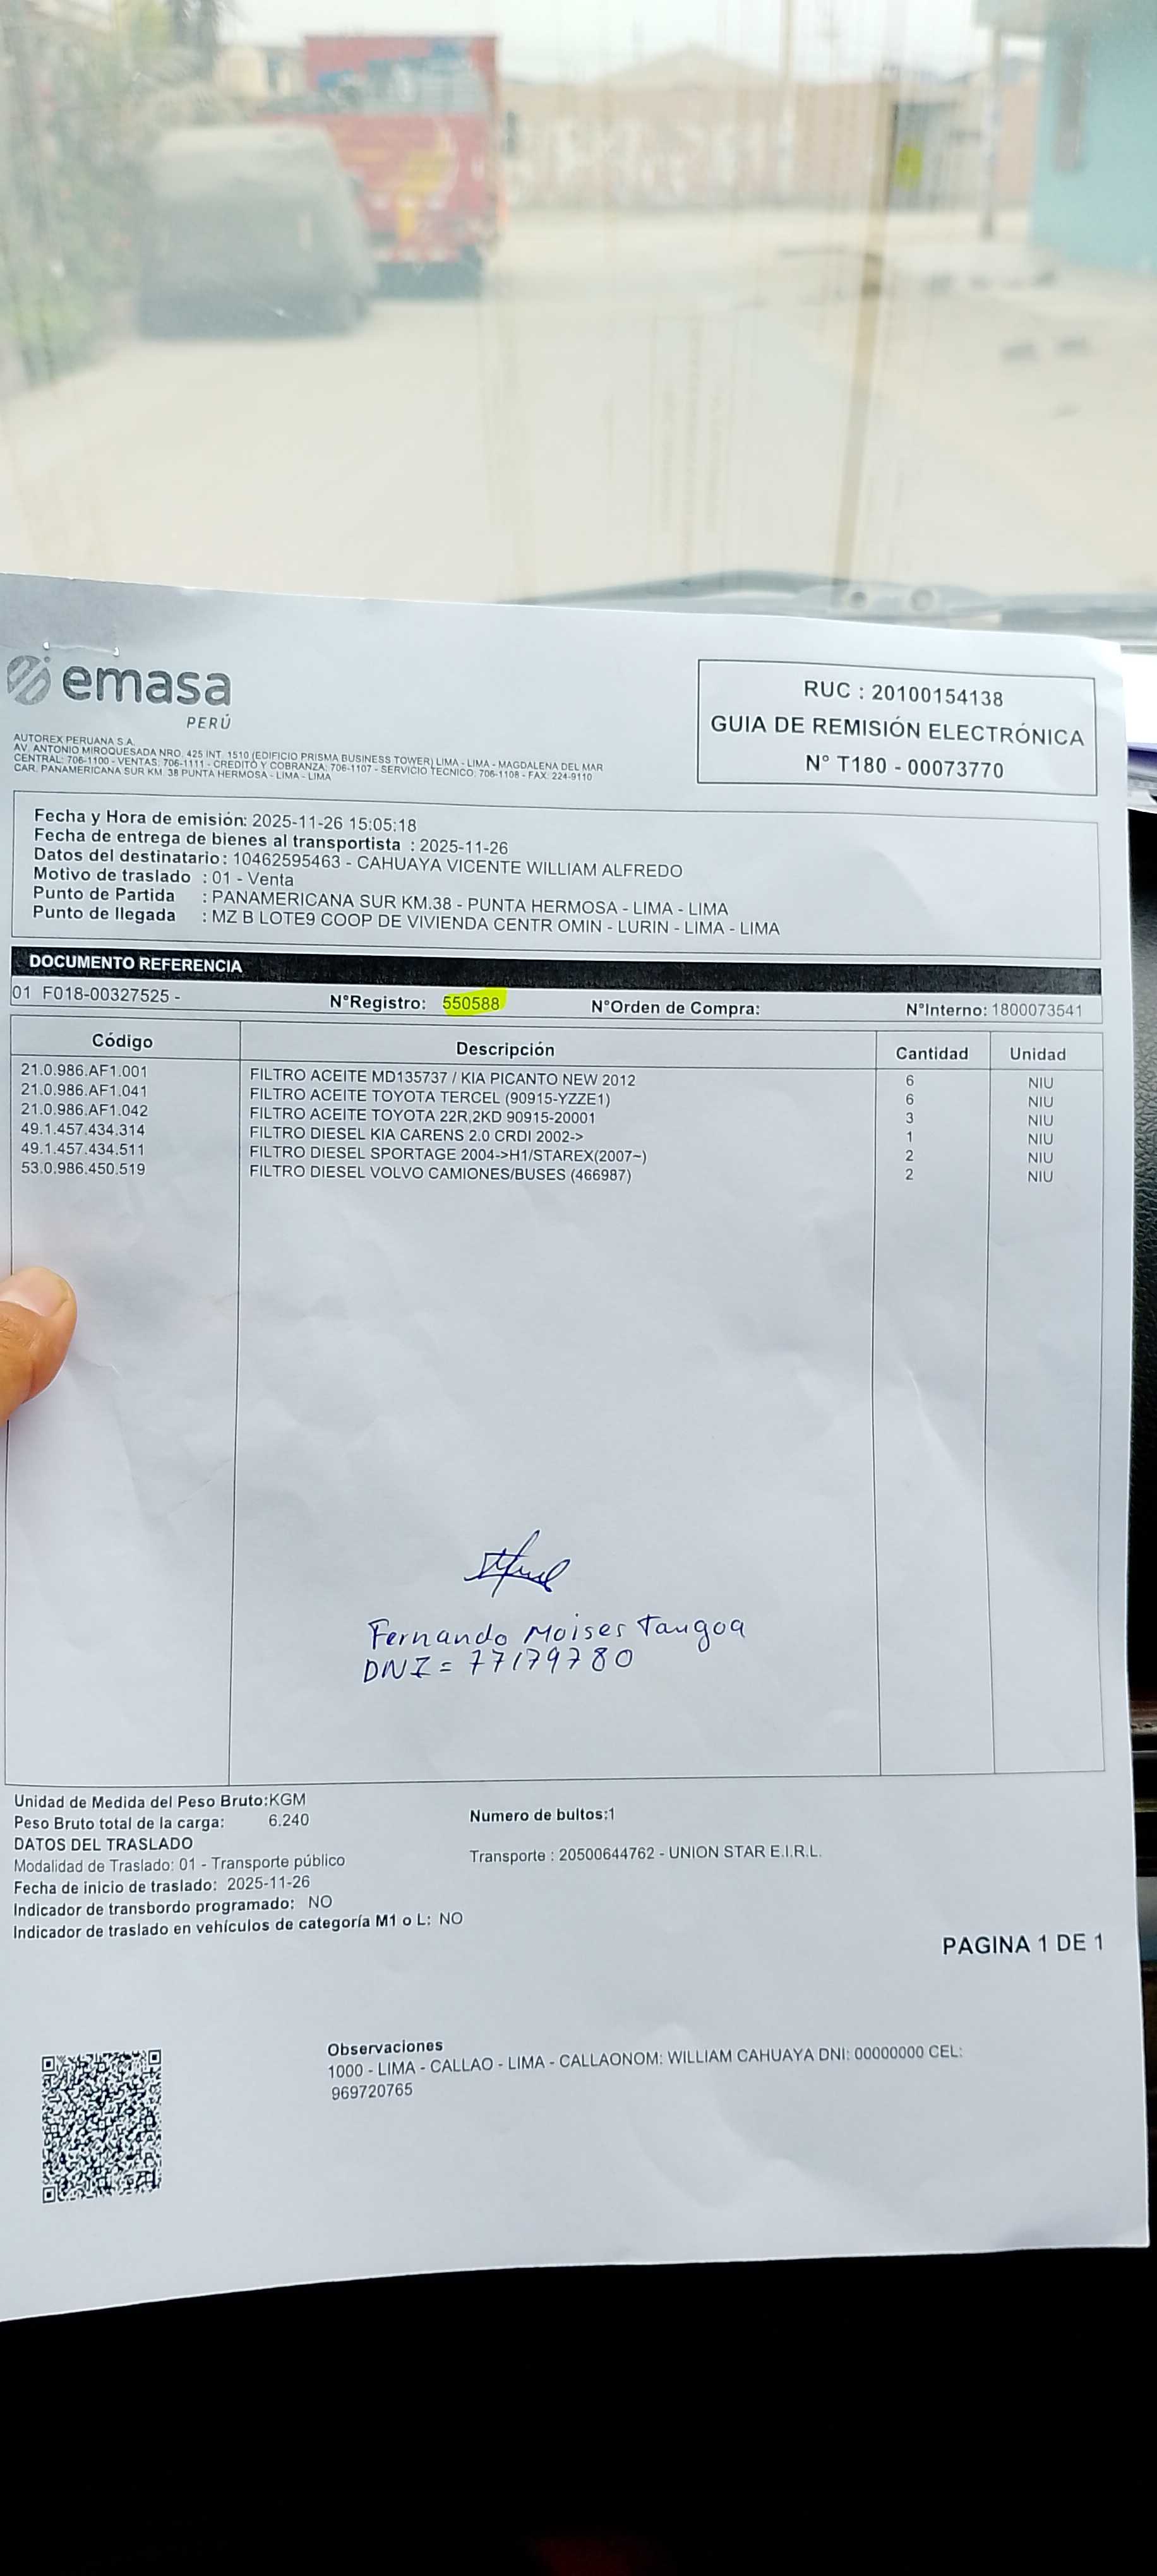 emasa
PERÚ
AUTOREX PERUANA S.A.
AV. ANTONIO MIROQUESADA NRO. 425 INT. 1510 (EDIFICIO PRISMA BUSINESS TOWER) LIMA - LIMA - MAGDALENA DEL MAR
CENTRAL: 706-1100 - VENTAS: 706-1111 - CREDITO Y COBRANZA: 706-1107 - SERVICIO TECNICO: 706-1108 - FAX: 224-9110
CAR. PANAMERICANA SUR KM. 38 PUNTA HERMOSA - LIMA - LIMA
RUC : 20100154138
GUIA DE REMISIÓN ELECTRÓNICA
N° T180 - 00073770
Fecha y Hora de emisión: 2025-11-26 15:05:18
Fecha de entrega de bienes al transportista : 2025-11-26
Datos del destinatario: 10462595463 - CAHUAYA VICENTE WILLIAM ALFREDO
Motivo de traslado : 01 - Venta
Punto de Partida : PANAMERICANA SUR KM.38 - PUNTA HERMOSA - LIMA - LIMA
Punto de llegada : MZ B LOTE9 COOP DE VIVIENDA CENTR OMIN - LURIN - LIMA - LIMA
DOCUMENTO REFERENCIA
01 F018-00327525 - N°Registro: 550588 N°Orden de Compra: N°Interno: 1800073541
Código Descripción Cantidad Unidad
21.0.986.AF1.001 FILTRO ACEITE MD135737 / KIA PICANTO NEW 2012 6 NIU
21.0.986.AF1.041 FILTRO ACEITE TOYOTA TERCEL (90915-YZZE1) 6 NIU
21.0.986.AF1.042 FILTRO ACEITE TOYOTA 22R,2KD 90915-20001 3 NIU
49.1.457.434.314 FILTRO DIESEL KIA CARENS 2.0 CRDI 2002-> 1 NIU
49.1.457.434.511 FILTRO DIESEL SPORTAGE 2004->H1/STAREX(2007~) 2 NIU
53.0.986.450.519 FILTRO DIESEL VOLVO CAMIONES/BUSES (466987) 2 NIU
Fernando Moises Tangoa
DNI = 77179780
Unidad de Medida del Peso Bruto:KGM
Peso Bruto total de la carga: 6.240 Numero de bultos:1
DATOS DEL TRASLADO
Modalidad de Traslado: 01 - Transporte público Transporte : 20500644762 - UNION STAR E.I.R.L.
Fecha de inicio de traslado: 2025-11-26
Indicador de transbordo programado: NO
Indicador de traslado en vehículos de categoría M1 o L: NO
PAGINA 1 DE 1
Observaciones
1000 - LIMA - CALLAO - LIMA - CALLAONOM: WILLIAM CAHUAYA DNI: 00000000 CEL:
969720765